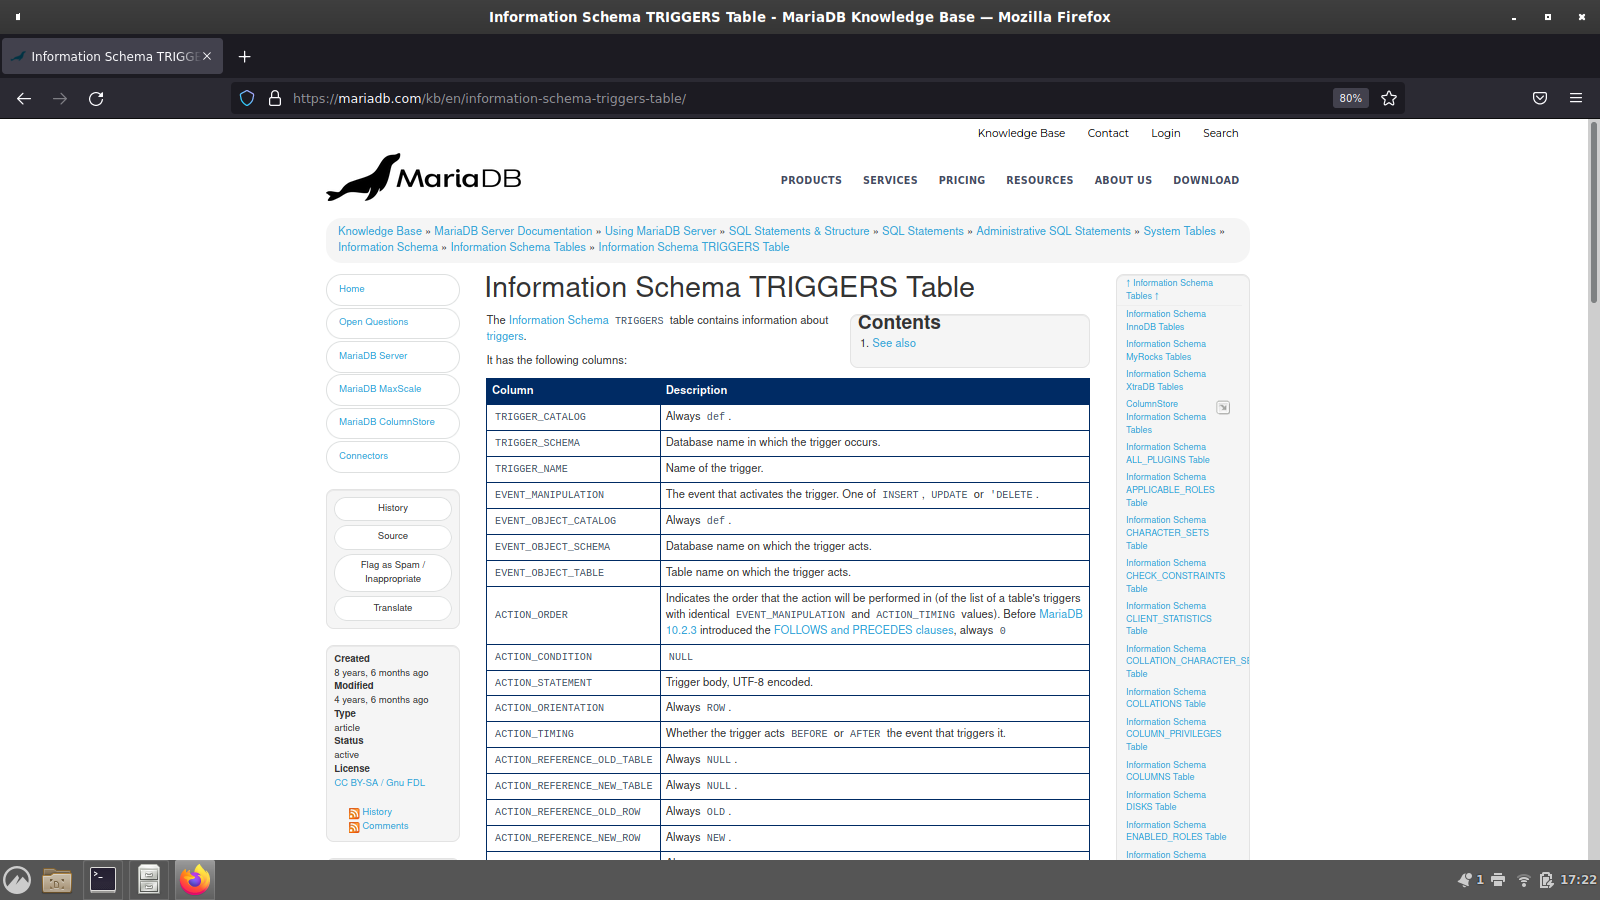 Information Schema TRIGGERS Table - MariaDB Knowledge Base — Mozilla Firefox
Information Schema TRIGGE
https://mariadb.com/kb/en/information-schema-triggers-table/
80%
Knowledge Base Contact Login Search
MariaDB
PRODUCTS SERVICES PRICING RESOURCES ABOUT US DOWNLOAD
Knowledge Base » MariaDB Server Documentation » Using MariaDB Server » SQL Statements & Structure » SQL Statements » Administrative SQL Statements » System Tables »
Information Schema » Information Schema Tables » Information Schema TRIGGERS Table
Home
Open Questions
MariaDB Server
MariaDB MaxScale
MariaDB ColumnStore
Connectors
History
Source
Flag as Spam /
Inappropriate
Translate
Created
8 years, 6 months ago
Modified
4 years, 6 months ago
Type
article
Status
active
License
CC BY-SA / Gnu FDL
History
Comments
Information Schema TRIGGERS Table
The Information Schema TRIGGERS table contains information about
triggers.
It has the following columns:
Contents
1. See also
Column Description
TRIGGER_CATALOG Always def .
TRIGGER_SCHEMA Database name in which the trigger occurs.
TRIGGER_NAME Name of the trigger.
EVENT_MANIPULATION The event that activates the trigger. One of INSERT , UPDATE or 'DELETE .
EVENT_OBJECT_CATALOG Always def .
EVENT_OBJECT_SCHEMA Database name on which the trigger acts.
EVENT_OBJECT_TABLE Table name on which the trigger acts.
ACTION_ORDER Indicates the order that the action will be performed in (of the list of a table's triggers
with identical EVENT_MANIPULATION and ACTION_TIMING values). Before MariaDB
10.2.3 introduced the FOLLOWS and PRECEDES clauses, always 0
ACTION_CONDITION NULL
ACTION_STATEMENT Trigger body, UTF-8 encoded.
ACTION_ORIENTATION Always ROW .
ACTION_TIMING Whether the trigger acts BEFORE or AFTER the event that triggers it.
ACTION_REFERENCE_OLD_TABLE Always NULL .
ACTION_REFERENCE_NEW_TABLE Always NULL .
ACTION_REFERENCE_OLD_ROW Always OLD .
ACTION_REFERENCE_NEW_ROW Always NEW .
↑ Information Schema
Tables ↑
Information Schema
InnoDB Tables
Information Schema
MyRocks Tables
Information Schema
XtraDB Tables
ColumnStore
Information Schema
Tables
Information Schema
ALL_PLUGINS Table
Information Schema
APPLICABLE_ROLES
Table
Information Schema
CHARACTER_SETS
Table
Information Schema
CHECK_CONSTRAINTS
Table
Information Schema
CLIENT_STATISTICS
Table
Information Schema
COLLATION_CHARACTER_SE
Table
Information Schema
COLLATIONS Table
Information Schema
COLUMN_PRIVILEGES
Table
Information Schema
COLUMNS Table
Information Schema
DISKS Table
Information Schema
ENABLED_ROLES Table
Information Schema
1
17:22